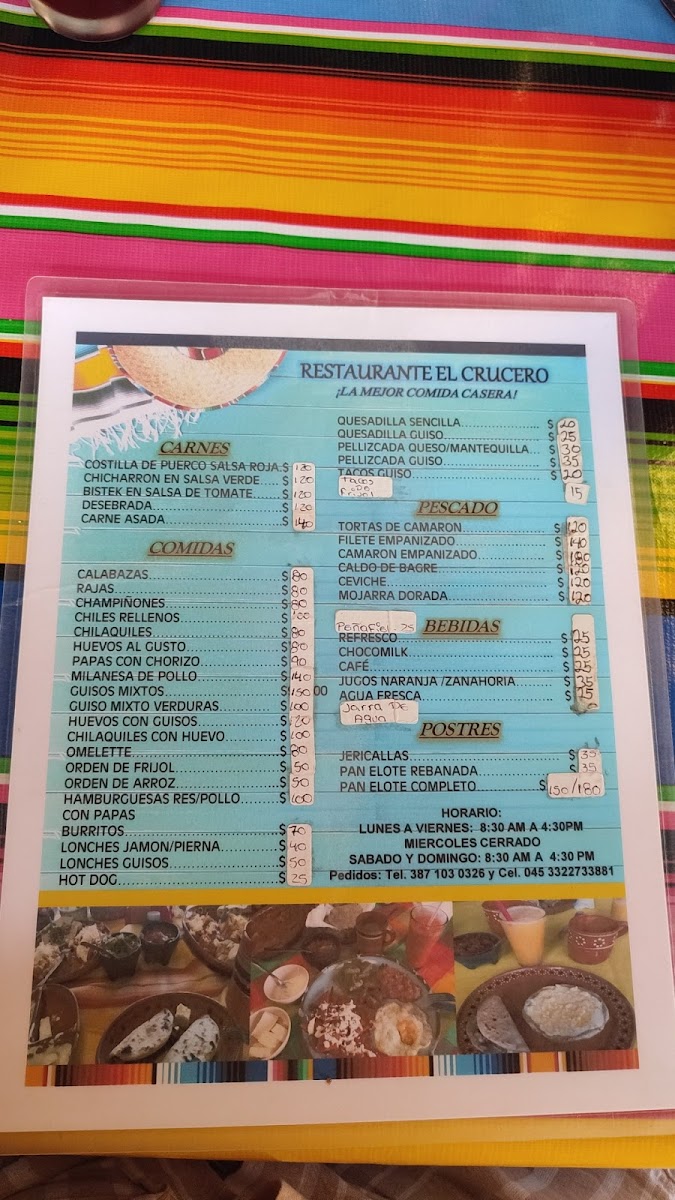 RESTAURANTE EL CRUCERO
¡LA MEJOR COMIDA CASERA!
CARNES
COSTILLA DE PUERCO SALSA ROJA.$ 120
CHICHARRON EN SALSA VERDE.....$ 120
BISTEK EN SALSA DE TOMATE......$ 120
DESEBRADA..............................$ 120
CARNE ASADA...........................$ 140
COMIDAS
CALABAZAS..............................$ 80
RAJAS.......................................$ 80
CHAMPIÑONES..........................$ 80
CHILES RELLENOS.....................$ 100
CHILAQUILES............................$ 80
HUEVOS AL GUSTO...................$ 80
PAPAS CON CHORIZO................$ 90
MILANESA DE POLLO................$ 140
GUISOS MIXTOS........................$ 150 00
GUISO MIXTO VERDURAS..........$ 100
HUEVOS CON GUISOS................$ 120
CHILAQUILES CON HUEVO.........$ 100
OMELETTE................................$ 80
ORDEN DE FRIJOL.....................$ 50
ORDEN DE ARROZ.....................$ 50
HAMBURGUESAS RES/POLLO......$ 100
CON PAPAS
BURRITOS.................................$ 70
LONCHES JAMON/PIERNA..........$ 40
LONCHES GUISOS......................$ 50
HOT DOG..................................$ 25
QUESADILLA SENCILLA...............$ 20
QUESADILLA GUISO...................$ 25
PELLIZCADA QUESO/MANTEQUILLA...$ 30
PELLIZCADA GUISO...................$ 35
TACOS GUISO...........................$ 20
Tacos de Frijol 15
PESCADO
TORTAS DE CAMARON...............$ 120
FILETE EMPANIZADO.................$ 140
CAMARON EMPANIZADO............$ 180
CALDO DE BAGRE.....................$ 120
CEVICHE...................................$ 120
MOJARRA DORADA...................$ 120
Peñafiel-25
BEBIDAS
REFRESCO................................$ 25
CHOCOMILK.............................$ 25
CAFÉ........................................$ 25
JUGOS NARANJA /ZANAHORIA......$ 35
AGUA FRESCA...........................$ 25
Jarra De Agua
POSTRES
JERICALLAS..............................$ 35
PAN ELOTE REBANADA...............$ 35
PAN ELOTE COMPLETO..............$ 150/180
HORARIO:
LUNES A VIERNES: 8:30 AM A 4:30PM
MIERCOLES CERRADO
SABADO Y DOMINGO: 8:30 AM A 4:30 PM
Pedidos: Tel. 387 103 0326 y Cel. 045 3322733881